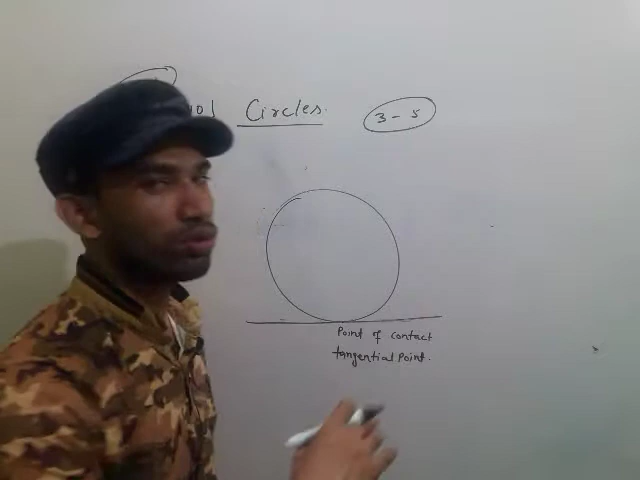 Circles.
3 - 5
Point of contact
tangential Point.